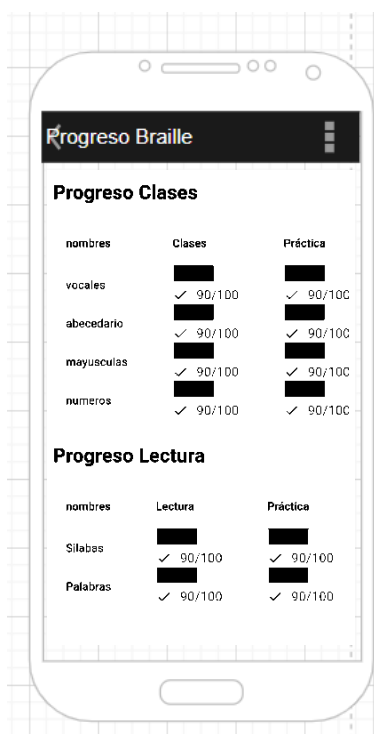 Progreso Braille
Progreso Clases
nombres Clases Práctica
vocales
90/100 90/100
abecedario
90/100 90/100
mayusculas
90/100 90/100
numeros
90/100 90/100
Progreso Lectura
nombres Lectura Práctica
Silabas
90/100 90/100
Palabras
90/100 90/100